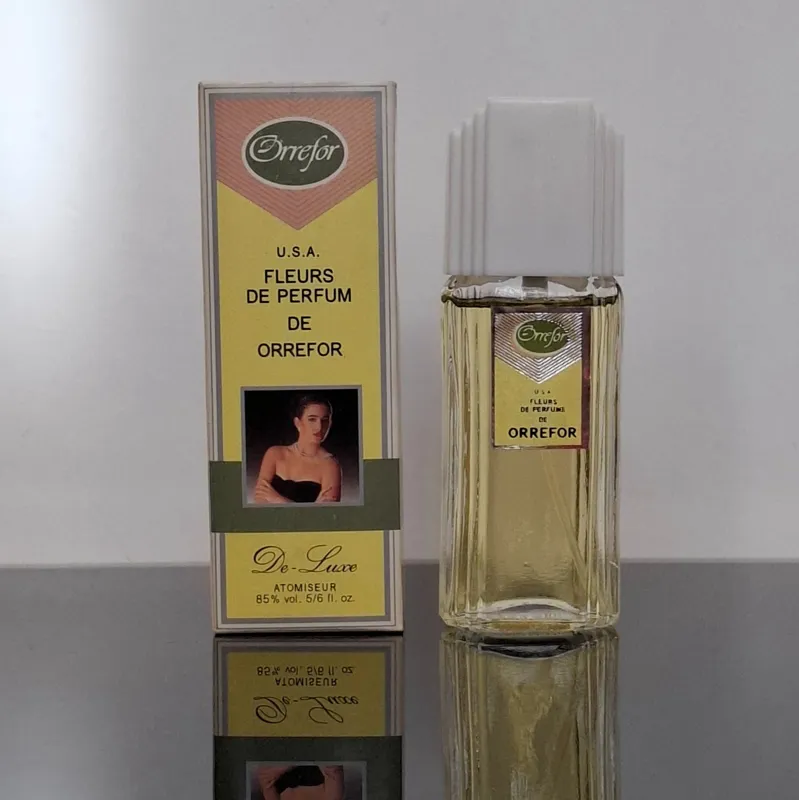 Orrefor
U.S.A.
FLEURS
DE PERFUM
DE
ORREFOR
De-Luxe
ATOMISEUR
85% vol. 5/6 fl. oz.
Orrefor
U S A
FLEURS
DE PERFUME
DE
ORREFOR